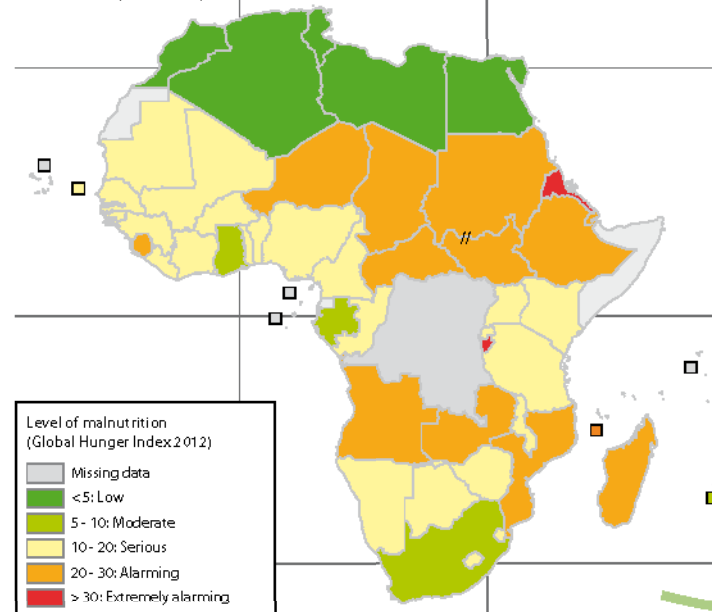 Level of malnutrition
(Global Hunger Index 2012)
Missing data
<5: Low
5 - 10: Moderate
10 - 20: Serious
20 - 30: Alarming
> 30: Extremely alarming